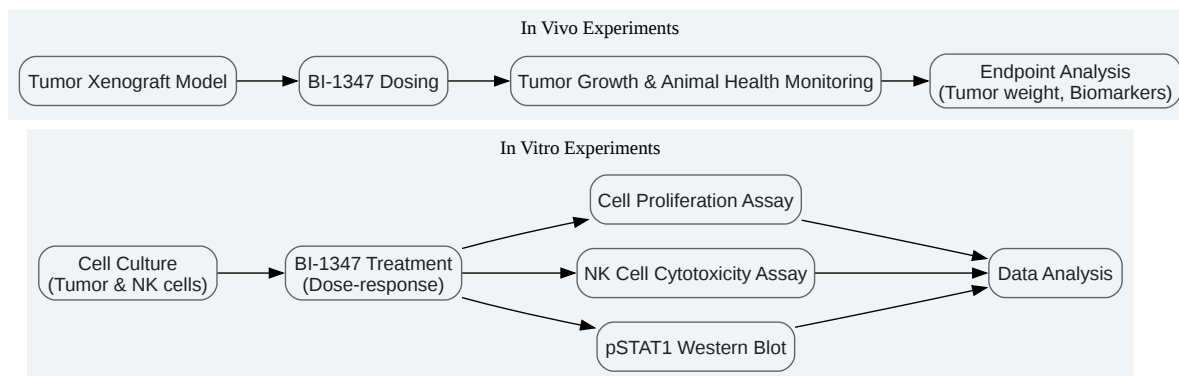 In Vivo Experiments
Tumor Xenograft Model
BI-1347 Dosing
Tumor Growth & Animal Health Monitoring
Endpoint Analysis
(Tumor weight, Biomarkers)
In Vitro Experiments
Cell Culture
(Tumor & NK cells)
BI-1347 Treatment
(Dose-response)
Cell Proliferation Assay
NK Cell Cytotoxicity Assay
pSTAT1 Western Blot
Data Analysis